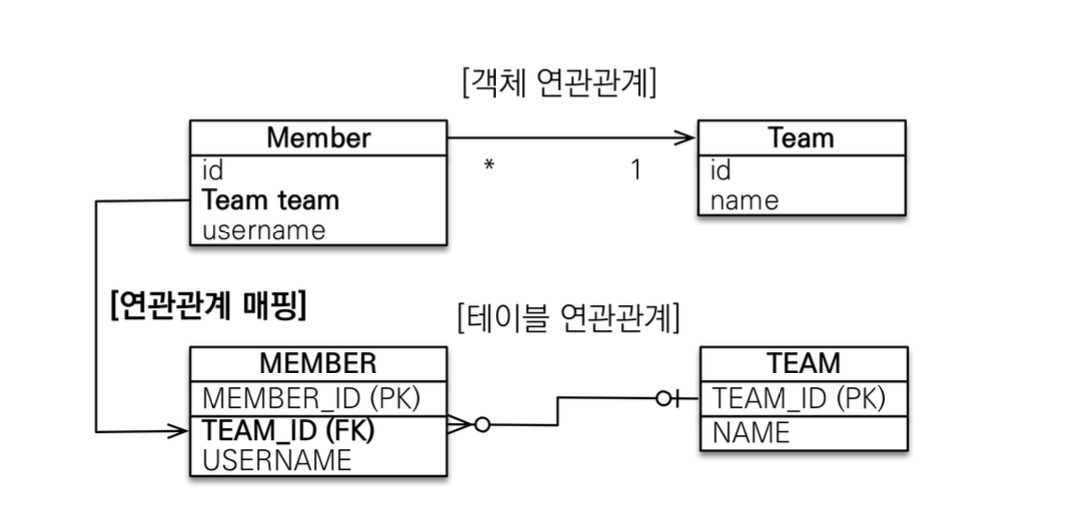 [객체 연관관계]
Member
id
Team team
username
*
1
Team
id
name
[연관관계 매핑]
[테이블 연관관계]
MEMBER
MEMBER_ID (PK)
TEAM_ID (FK)
USERNAME
TEAM
TEAM_ID (PK)
NAME